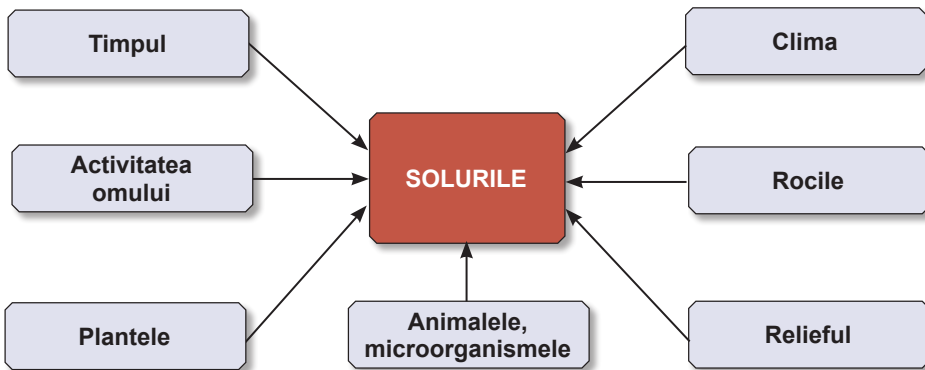 Timpul
Clima
Activitatea
omului
SOLURILE
Rocile
Plantele
Animalele,
microorganismele
Relieful